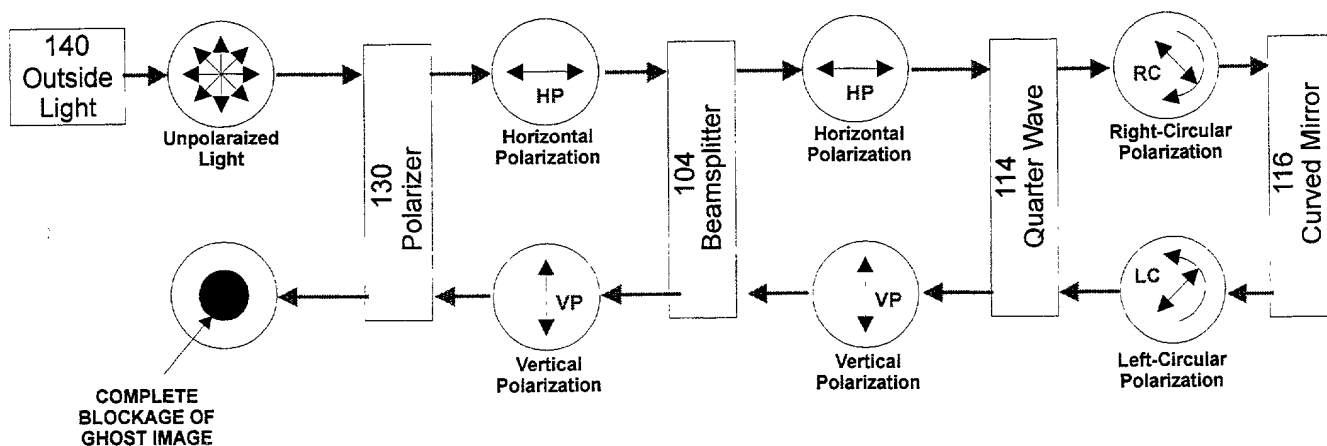 140
Outside
Light
Unpolaraized
Light
130
Polarizer
HP
Horizontal
Polarization
104
Beamsplitter
HP
Horizontal
Polarization
114
Quarter Wave
RC
Right-Circular
Polarization
116
Curved Mirror
COMPLETE
BLOCKAGE OF
GHOST IMAGE
VP
Vertical
Polarization
VP
Vertical
Polarization
LC
Left-Circular
Polarization